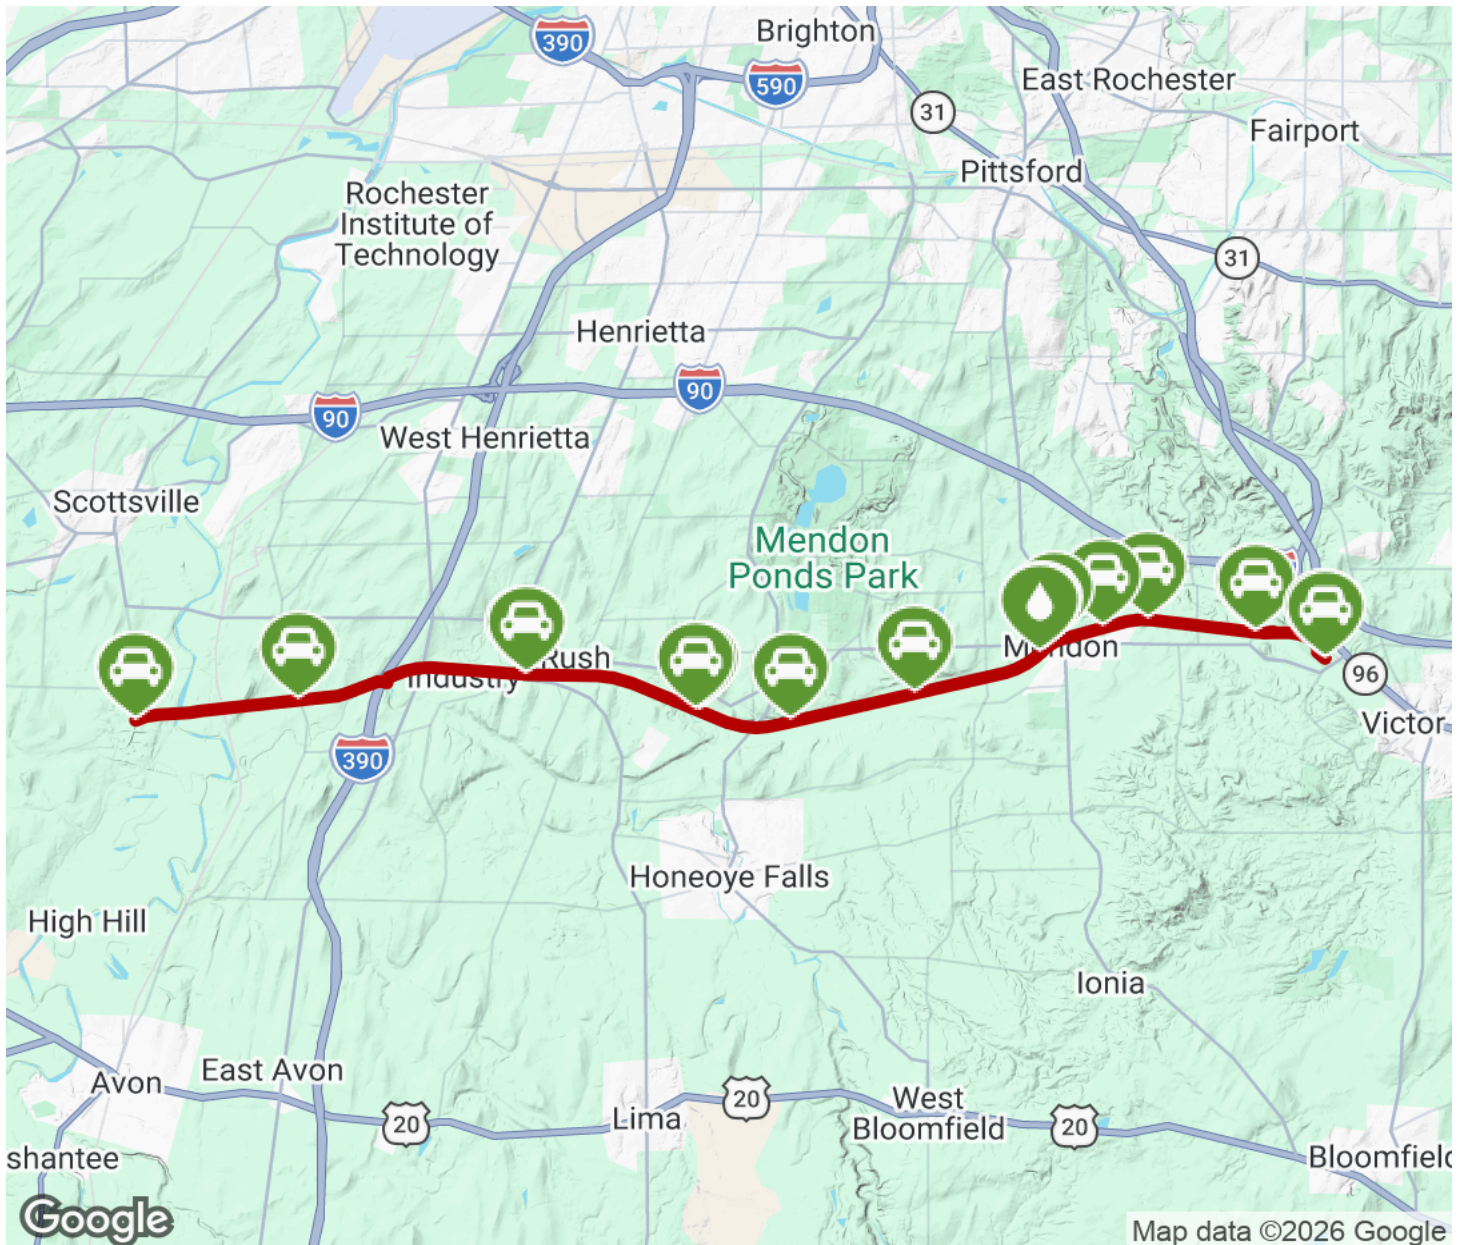 390
Brighton
590
East Rochester
31
Fairport
Pittsford
Rochester
Institute of
Technology
31
Henrietta
90
90
West Henrietta
Scottsville
Mendon
Ponds Park
Mendon
Rush
Industry
96
Victor
390
Honeoye Falls
High Hill
Ionia
East Avon
Avon
20
Lima
20
West
Bloomfield
20
shantee
Bloomfield
Google
Map data ©2026 Google